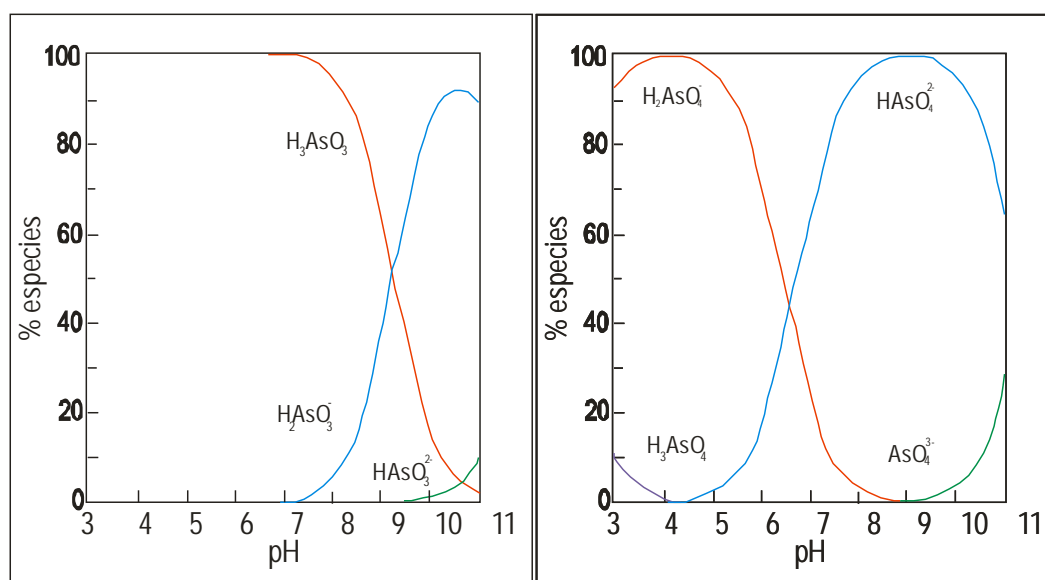 100
80
60
40
20
0
% especies
H₃AsO₃
H₂AsO₃⁻
HAsO₃²⁻
3 4 5 6 7 8 9 10 11
pH
100
80
60
40
20
0
% especies
H₂AsO₄⁻
HAsO₄²⁻
H₃AsO₄
AsO₄³⁻
3 4 5 6 7 8 9 10 11
pH